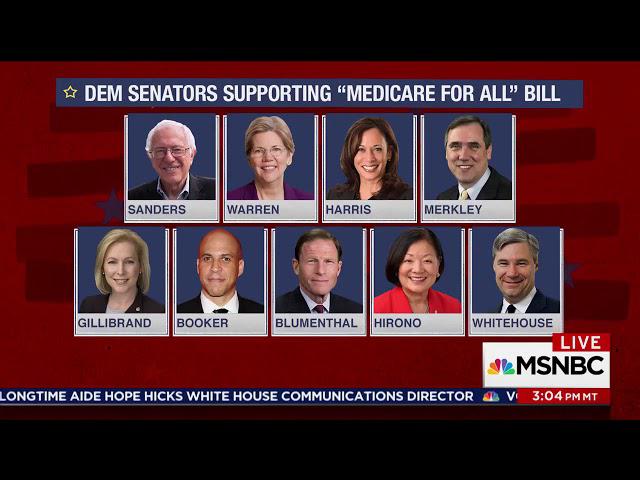 DEM SENATORS SUPPORTING “MEDICARE FOR ALL” BILL
SANDERS
WARREN
HARRIS
MERKLEY
GILLIBRAND
BOOKER
BLUMENTHAL
HIRONO
WHITEHOUSE
LIVE
MSNBC
LONGTIME AIDE HOPE HICKS WHITE HOUSE COMMUNICATIONS DIRECTOR
3:04 PM MT